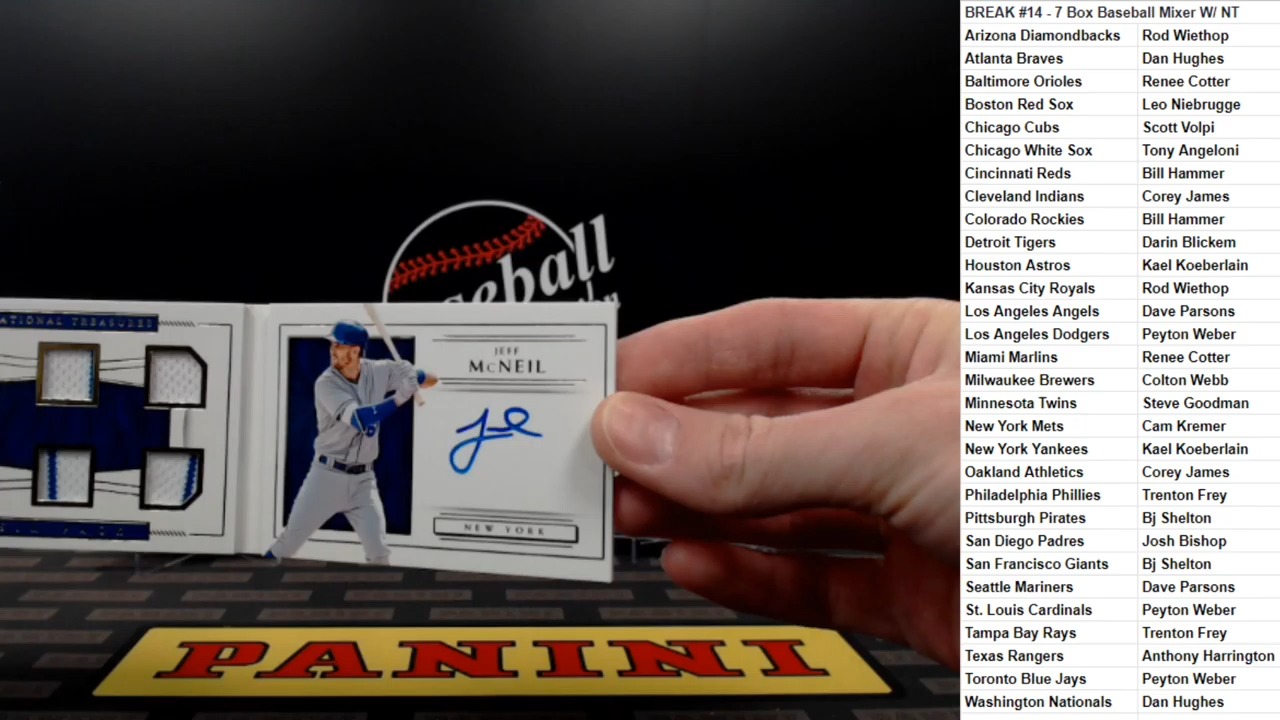 BREAK #14 - 7 Box Baseball Mixer W/ NT
Arizona Diamondbacks Rod Wiethop
Atlanta Braves Dan Hughes
Baltimore Orioles Renee Cotter
Boston Red Sox Leo Niebrugge
Chicago Cubs Scott Volpi
Chicago White Sox Tony Angeloni
Cincinnati Reds Bill Hammer
Cleveland Indians Corey James
Colorado Rockies Bill Hammer
Detroit Tigers Darin Blickem
Houston Astros Kael Koeberlain
Kansas City Royals Rod Wiethop
Los Angeles Angels Dave Parsons
Los Angeles Dodgers Peyton Weber
Miami Marlins Renee Cotter
Milwaukee Brewers Colton Webb
Minnesota Twins Steve Goodman
New York Mets Cam Kremer
New York Yankees Kael Koeberlain
Oakland Athletics Corey James
Philadelphia Phillies Trenton Frey
Pittsburgh Pirates Bj Shelton
San Diego Padres Josh Bishop
San Francisco Giants Bj Shelton
Seattle Mariners Dave Parsons
St. Louis Cardinals Peyton Weber
Tampa Bay Rays Trenton Frey
Texas Rangers Anthony Harrington
Toronto Blue Jays Peyton Weber
Washington Nationals Dan Hughes
TREASURES
JEFF
McNEIL
NEW YORK
PANINI